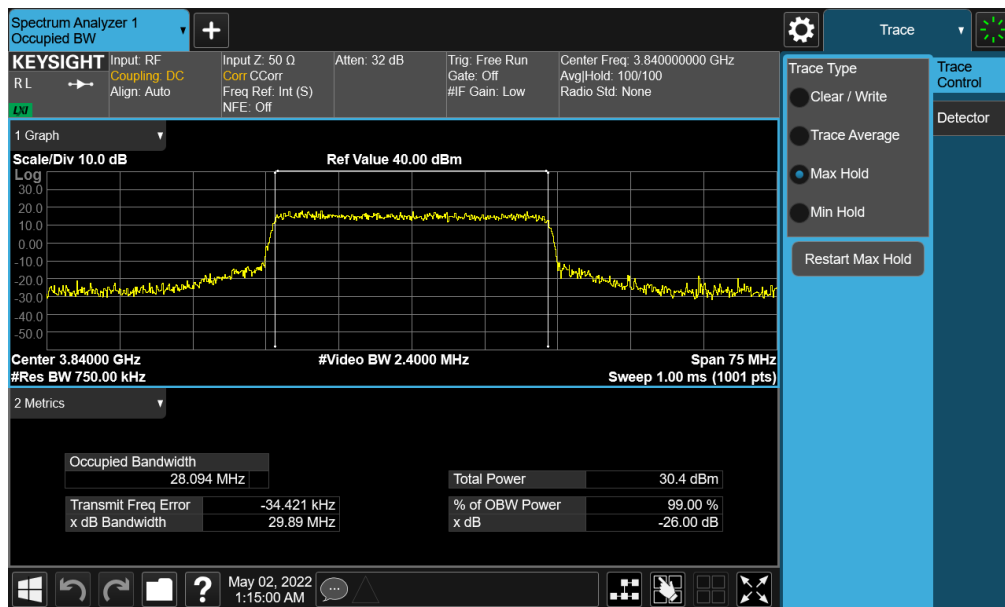 Spectrum Analyzer 1
Occupied BW
Trace
KEYSIGHT
R L
LXI
Input: RF
Coupling: DC
Align: Auto
Input Z: 50 Ω
Corr CCorr
Freq Ref: Int (S)
NFE: Off
Atten: 32 dB
Trig: Free Run
Gate: Off
#IF Gain: Low
Center Freq: 3.840000000 GHz
Avg|Hold: 100/100
Radio Std: None
Trace Type
Clear / Write
Trace Average
Max Hold
Min Hold
Restart Max Hold
Trace
Control
Detector
1 Graph
Scale/Div 10.0 dB
Ref Value 40.00 dBm
Log
30.0
20.0
10.0
0.00
-10.0
-20.0
-30.0
-40.0
-50.0
Center 3.84000 GHz
#Video BW 2.4000 MHz
Span 75 MHz
#Res BW 750.00 kHz
Sweep 1.00 ms (1001 pts)
2 Metrics
Occupied Bandwidth
28.094 MHz
Total Power 30.4 dBm
Transmit Freq Error -34.421 kHz
% of OBW Power 99.00 %
x dB Bandwidth 29.89 MHz
x dB -26.00 dB
?
May 02, 2022
1:15:00 AM